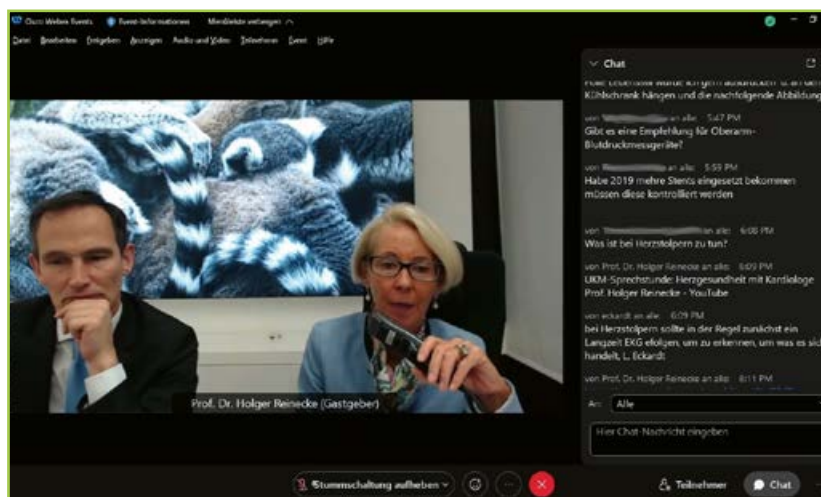 Cisco Webex Events Event-Informationen Menüleiste verbergen
Datei Bearbeiten Freigeben Anzeigen Audio und Video Teilnehmer Event Hilfe
Chat
Kühlschrank hängen und die nachfolgende Abbildung
von an alle: 5:47 PM
Gibt es eine Empfehlung für Oberarm-
Blutdruckmessgeräte?
von an alle: 5:59 PM
Habe 2019 mehre Stents eingesetzt bekommen
müssen diese kontrolliert werden
von an alle: 6:08 PM
Was ist bei Herzstolpern zu tun?
von Prof. Dr. Holger Reinecke an alle: 6:09 PM
UKM-Sprechstunde: Herzgesundheit mit Kardiologe
Prof. Holger Reinecke - YouTube
von eckardt an alle: 6:09 PM
bei Herzstolpern sollte in der Regel zunächst ein
Langzeit EKG efolgen, um zu erkennen, um was es sich
handelt, L. Eckardt
von Prof. Dr. Holger Reinecke an alle: 6:11 PM
Prof. Dr. Holger Reinecke (Gastgeber)
An: Alle
Hier Chat-Nachricht eingeben
Stummschaltung aufheben
Teilnehmer
Chat